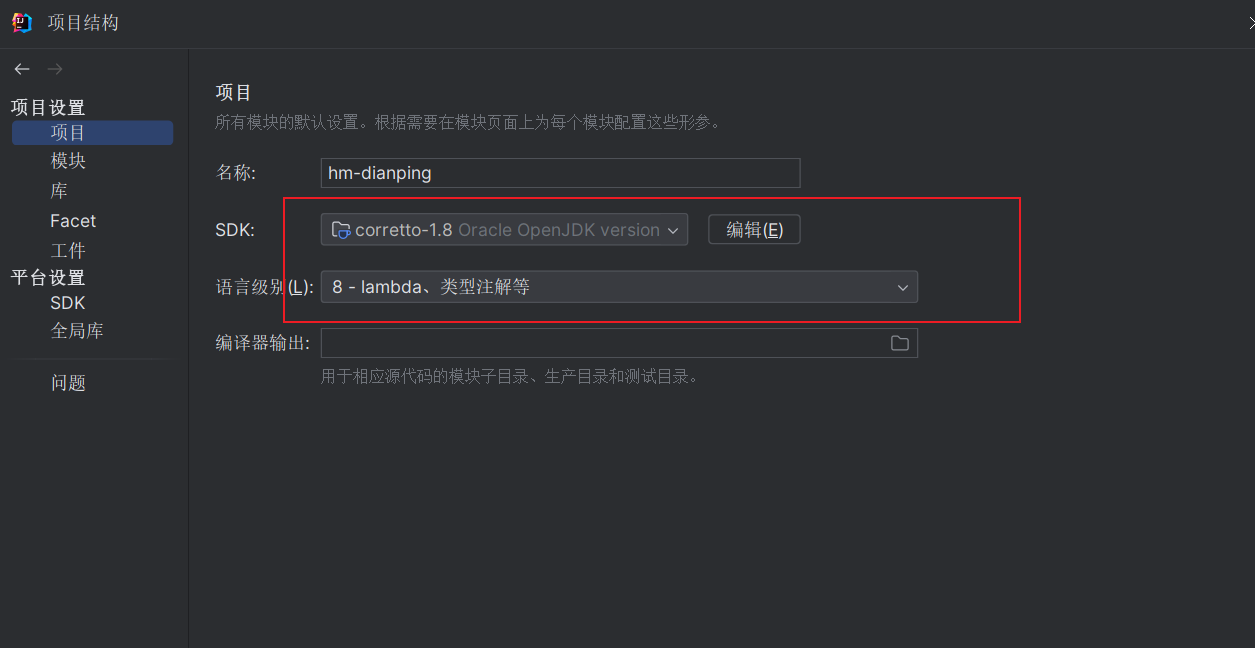 项目结构
项目设置
项目
模块
库
Facet
工件
平台设置
SDK
全局库
问题
项目
所有模块的默认设置。根据需要在模块页面上为每个模块配置这些形参。
名称: hm-dianping
SDK: corretto-1.8 Oracle OpenJDK version 编辑(E)
语言级别(L): 8 - lambda、类型注解等
编译器输出:
用于相应源代码的模块子目录、生产目录和测试目录。